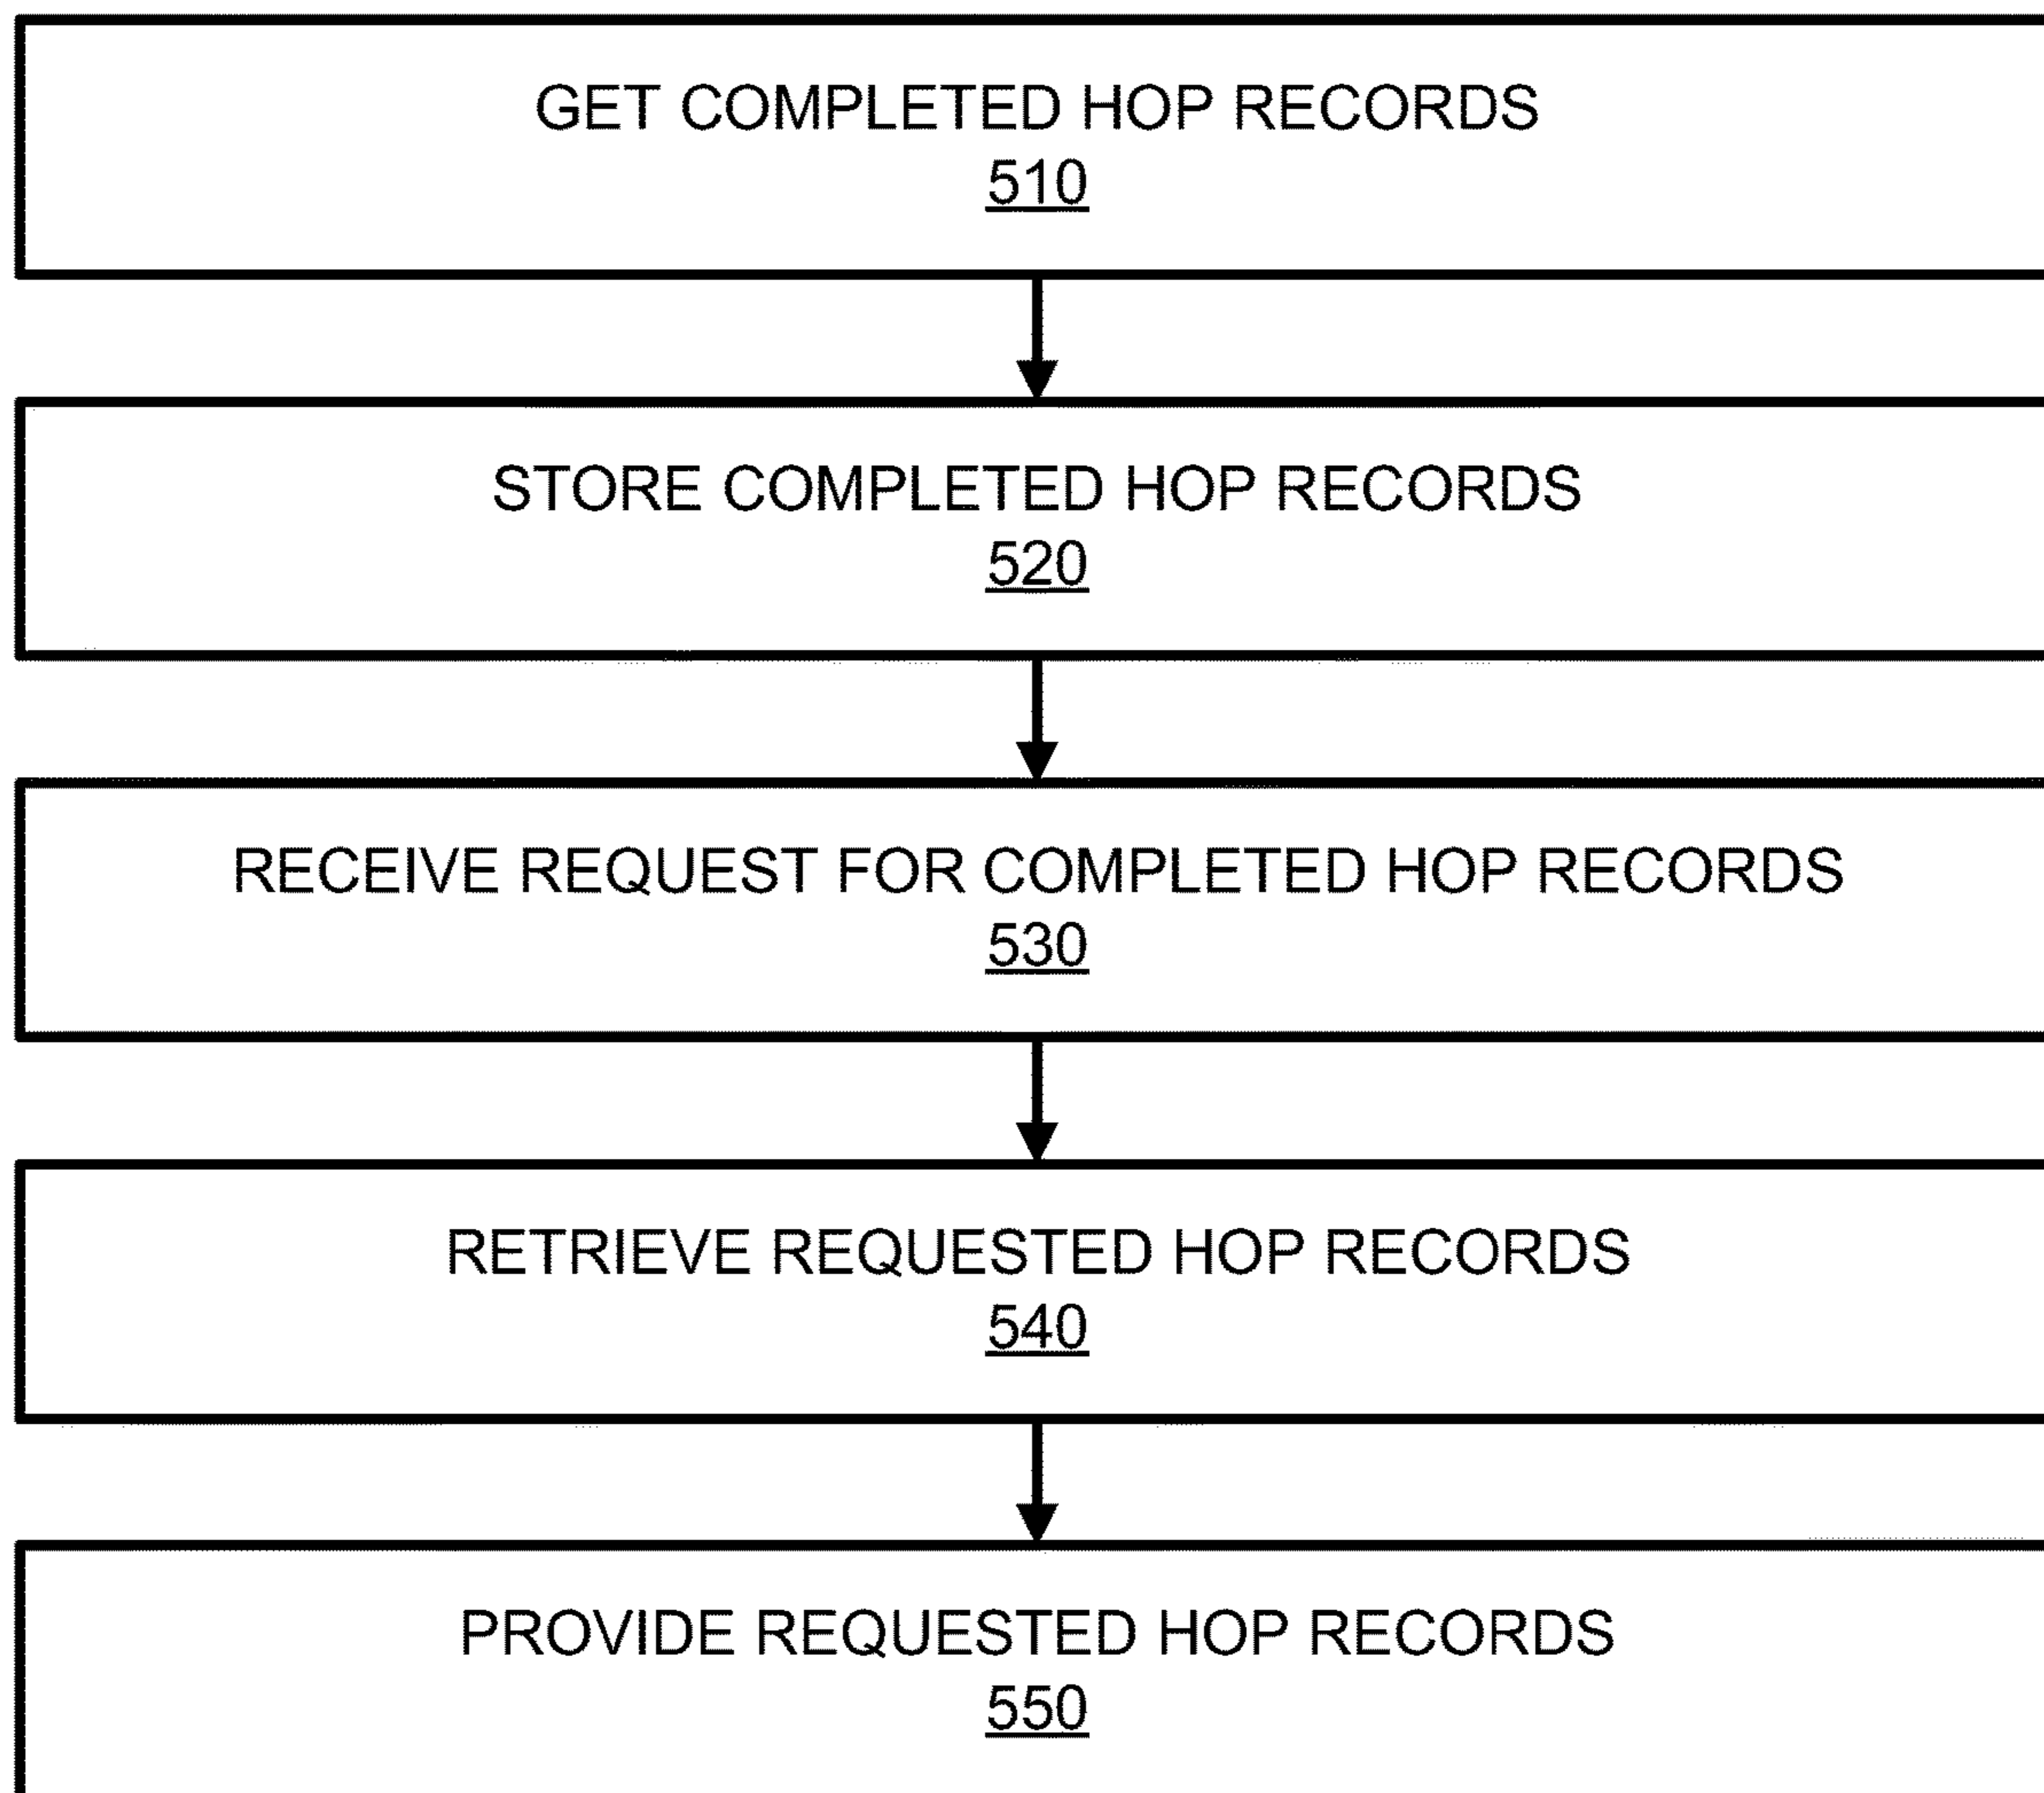 GET COMPLETED HOP RECORDS
510
STORE COMPLETED HOP RECORDS
520
RECEIVE REQUEST FOR COMPLETED HOP RECORDS
530
RETRIEVE REQUESTED HOP RECORDS
540
PROVIDE REQUESTED HOP RECORDS
550